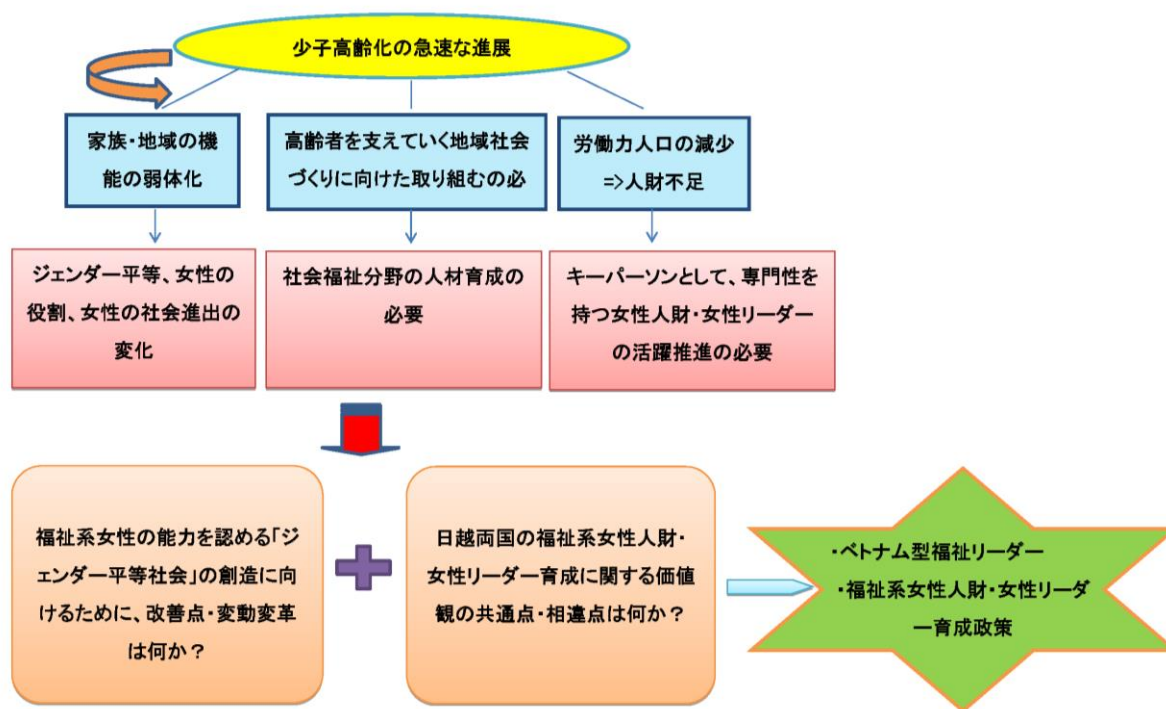 少子高齢化の急速な進展
家族・地域の機
能の弱体化
高齢者を支えていく地域社会
づくりに向けた取り組むの必
労働力人口の減少
=>人財不足
ジェンダー平等、女性の
役割、女性の社会進出の
変化
社会福祉分野の人材育成の
必要
キーパーソンとして、専門性を
持つ女性人財・女性リーダー
の活躍推進の必要
福祉系女性の能力を認める「ジ
ェンダー平等社会」の創造に向
けるために、改善点・変動変革
は何か？
日越両国の福祉系女性人財・
女性リーダー育成に関する価値
観の共通点・相違点は何か？
・ベトナム型福祉リーダー
・福祉系女性人財・女性リーダ
ー育成政策